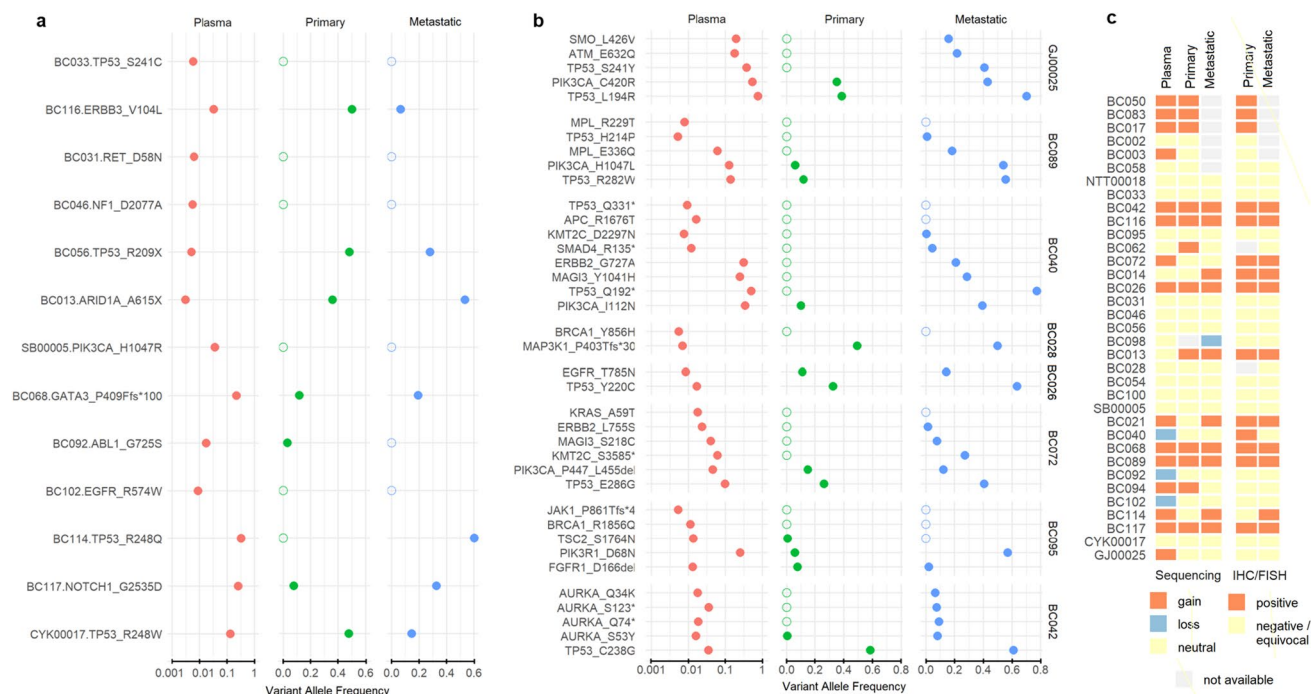 a
Plasma Primary Metastatic
BC033.TP53_S241C
BC116.ERBB3_V104L
BC031.RET_D58N
BC046.NF1_D2077A
BC056.TP53_R209X
BC013.ARID1A_A615X
SB00005.PIK3CA_H1047R
BC068.GATA3_P409Ffs*100
BC092.ABL1_G725S
BC102.EGFR_R574W
BC114.TP53_R248Q
BC117.NOTCH1_G2535D
CYK00017.TP53_R248W
0.001 0.01 0.1 1 0.0 0.2 0.4 0.6 0.0 0.2 0.4 0.6
Variant Allele Frequency
b
Plasma Primary Metastatic
SMO_L426V
ATM_E632Q
TP53_S241Y
PIK3CA_C420R
TP53_L194R
GJ00025
MPL_R229T
TP53_H214P
MPL_E336Q
PIK3CA_H1047L
TP53_R282W
BC089
TP53_Q331*
APC_R1676T
KMT2C_D2297N
SMAD4_R135*
ERBB2_G727A
MAGI3_Y1041H
TP53_Q192*
PIK3CA_I112N
BC040
BRCA1_Y856H
MAP3K1_P403Tfs*30
BC028
EGFR_T785N
TP53_Y220C
BC026
KRAS_A59T
ERBB2_L755S
MAGI3_S218C
KMT2C_S3585*
PIK3CA_P447_L455del
TP53_E286G
BC072
JAK1_P861Tfs*4
BRCA1_R1856Q
TSC2_S1764N
PIK3R1_D68N
FGFR1_D166del
BC095
AURKA_Q34K
AURKA_S123*
AURKA_Q74*
AURKA_S53Y
TP53_C238G
BC042
0.001 0.01 0.1 1 0.0 0.2 0.4 0.6 0.8 0.0 0.2 0.4 0.6 0.8
Variant Allele Frequency
c
Plasma Primary Metastatic Primary Metastatic
BC050
BC083
BC017
BC002
BC003
BC058
NTT00018
BC033
BC042
BC116
BC095
BC062
BC072
BC014
BC026
BC031
BC046
BC056
BC098
BC013
BC028
BC054
BC100
SB00005
BC021
BC040
BC068
BC089
BC092
BC094
BC102
BC114
BC117
CYK00017
GJ00025
Sequencing IHC/FISH
gain positive
loss negative /
neutral equivocal
not available